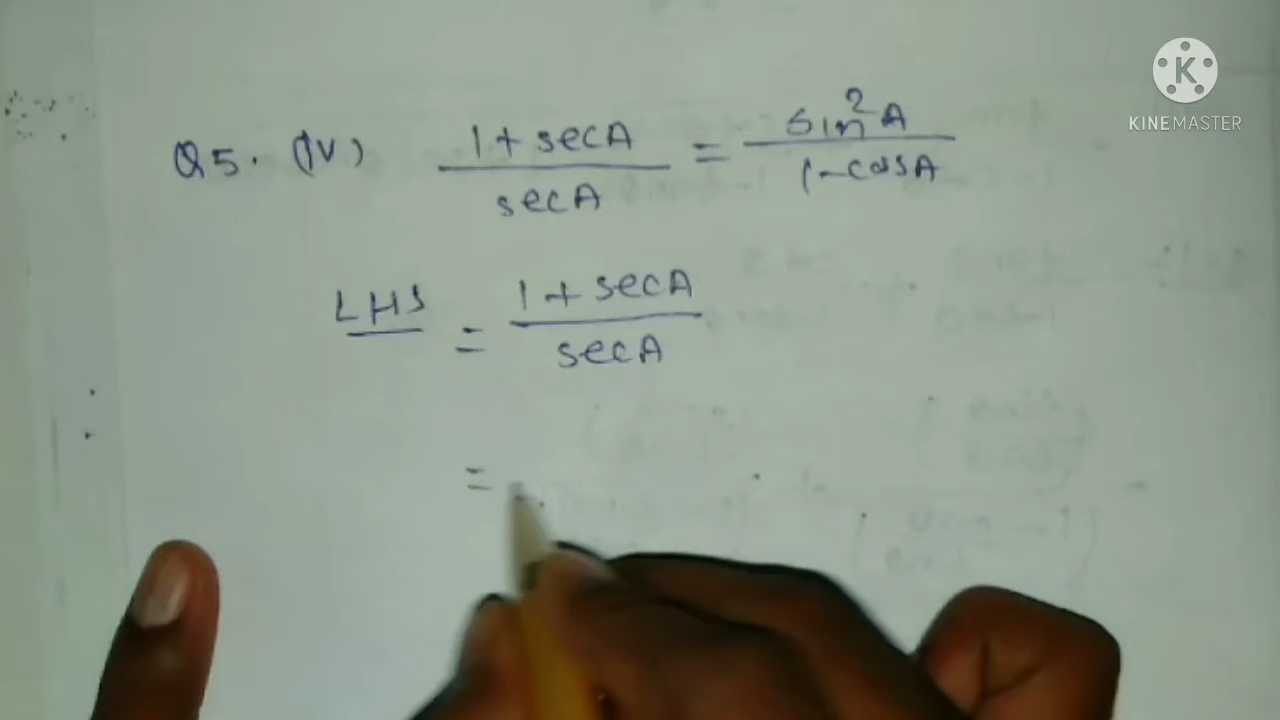 KINEMASTER
Q5. (IV) 1 + secA / secA = sin²A / 1 - cosA
LHS = 1 + secA / secA
=